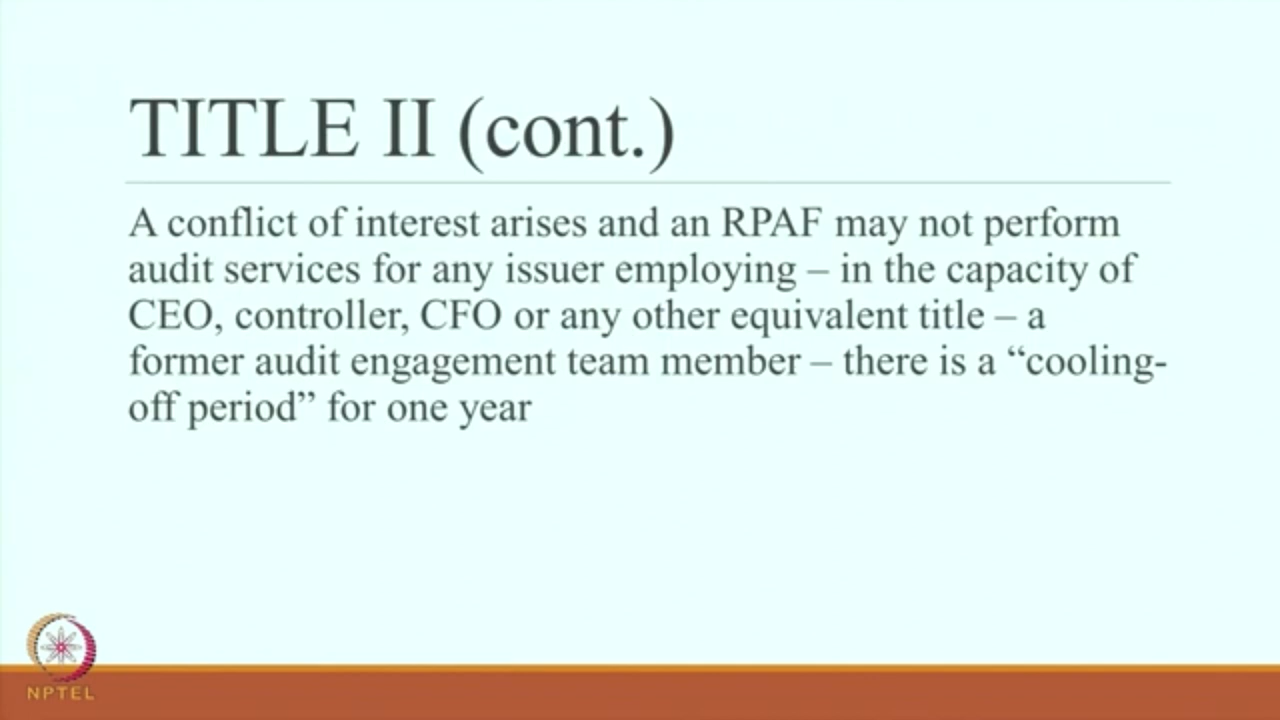 TITLE II (cont.)
A conflict of interest arises and an RPAF may not perform
audit services for any issuer employing – in the capacity of
CEO, controller, CFO or any other equivalent title – a
former audit engagement team member – there is a “cooling-
off period” for one year
NPTEL